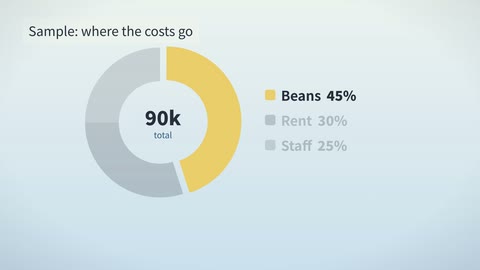 Sample: where the costs go
90k
total
Beans 45%
Rent 30%
Staff 25%